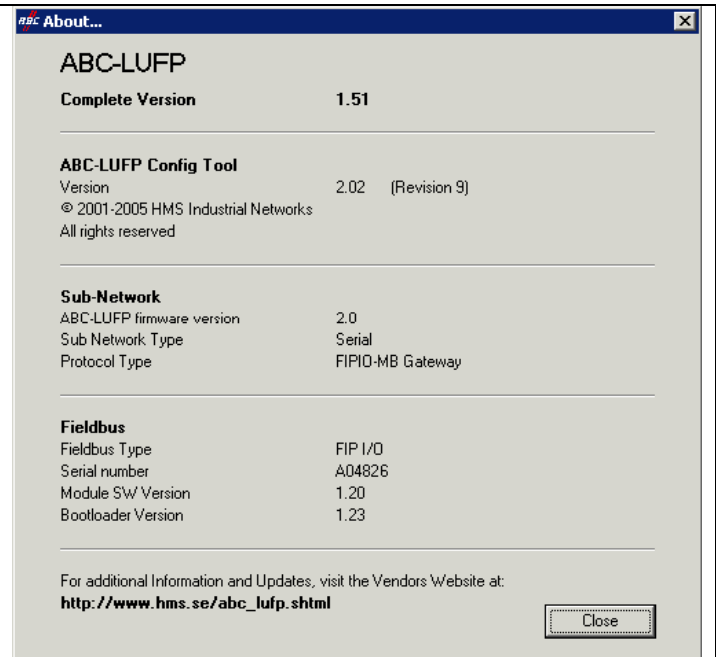 ABC About...
ABC-LUFP
Complete Version 1.51
ABC-LUFP Config Tool
Version 2.02 (Revision 9)
© 2001-2005 HMS Industrial Networks
All rights reserved
Sub-Network
ABC-LUFP firmware version 2.0
Sub Network Type Serial
Protocol Type FIPIO-MB Gateway
Fieldbus
Fieldbus Type FIP I/O
Serial number A04826
Module SW Version 1.20
Bootloader Version 1.23
For additional Information and Updates, visit the Vendors Website at:
http://www.hms.se/abc_lufp.shtml
Close